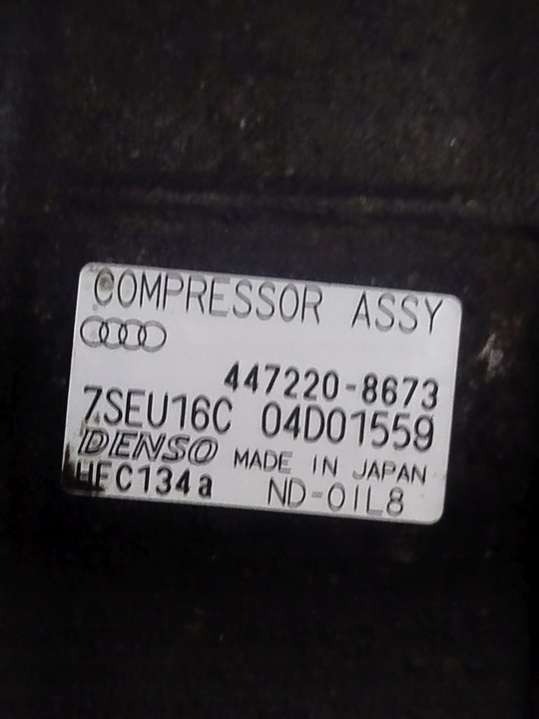 COMPRESSOR ASSY
447220-8673
7SEU16C 04D01559
DENSO MADE IN JAPAN
HFC134a ND-OIL8